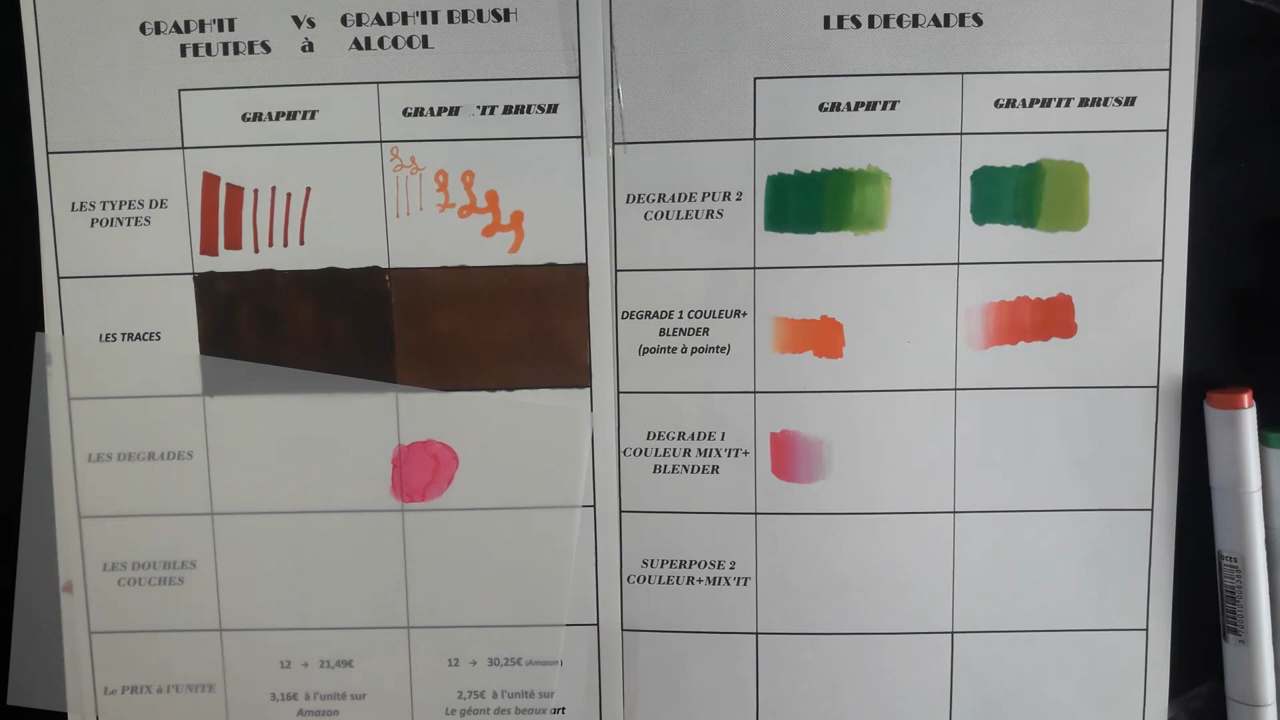 GRAPH'IT Vs GRAPH'IT BRUSH
FEUTRES à ALCOOL
GRAPH'IT
GRAPH 'IT BRUSH
LES TYPES DE
POINTES
LES TRACES
LES DEGRADES
LES DOUBLES
COUCHES
Le PRIX à l'UNITE
12 → 21,49€
3,16€ à l'unité sur
Amazon
12 → 30,25€ (Amazon)
2,75€ à l'unité sur
Le géant des beaux art
LES DEGRADES
GRAPH'IT
GRAPH'IT BRUSH
DEGRADE PUR 2
COULEURS
DEGRADE 1 COULEUR+
BLENDER
(pointe à pointe)
DEGRADE 1
COULEUR MIX'IT+
BLENDER
SUPERPOSE 2
COULEUR+MIX'IT